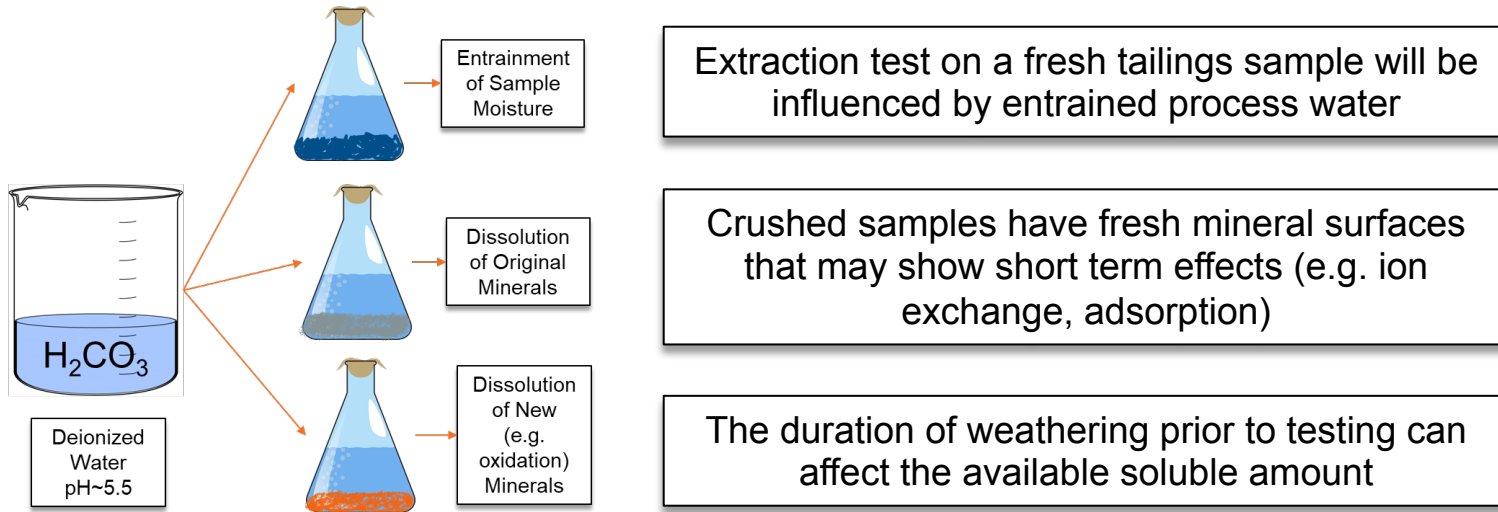 H₂CO₃
Deionized
Water
pH~5.5
Entrainment
of Sample
Moisture
Extraction test on a fresh tailings sample will be
influenced by entrained process water
Dissolution
of Original
Minerals
Crushed samples have fresh mineral surfaces
that may show short term effects (e.g. ion
exchange, adsorption)
Dissolution
of New
(e.g.
oxidation)
Minerals
The duration of weathering prior to testing can
affect the available soluble amount